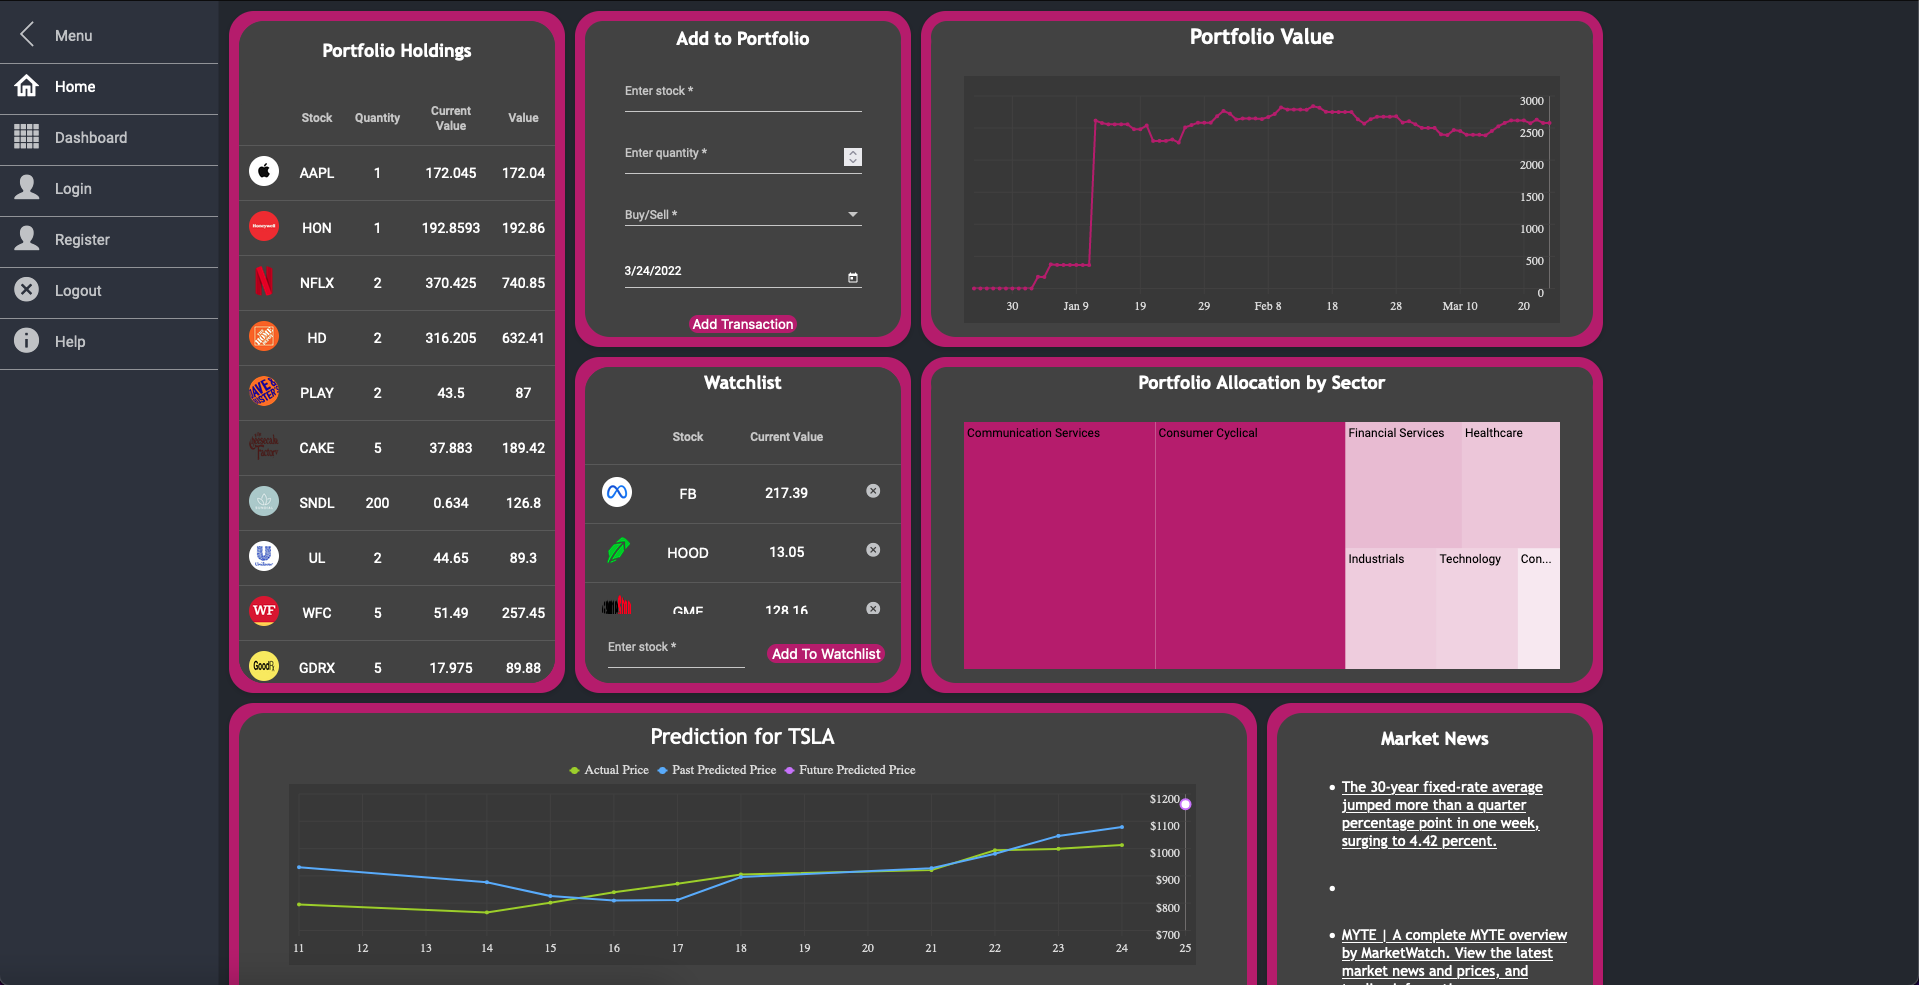 Menu
Home
Dashboard
Login
Register
Logout
Help
Portfolio Holdings
Stock Quantity Current Value Value
AAPL 1 172.045 172.04
Honeywell HON 1 192.8593 192.86
NFLX 2 370.425 740.85
HD 2 316.205 632.41
PLAY 2 43.5 87
CAKE 5 37.883 189.42
SNDL 200 0.634 126.8
Unilever UL 2 44.65 89.3
WF WFC 5 51.49 257.45
GoodRx GDRX 5 17.975 89.88
Add to Portfolio
Enter stock *
Enter quantity *
Buy/Sell *
3/24/2022
Add Transaction
Portfolio Value
3000
2500
2000
1500
1000
500
0
30 Jan 9 19 29 Feb 8 18 28 Mar 10 20
Watchlist
Stock Current Value
FB 217.39
HOOD 13.05
GME 128.16
Enter stock *
Add To Watchlist
Portfolio Allocation by Sector
Communication Services Consumer Cyclical Financial Services Healthcare
Industrials Technology Con...
Prediction for TSLA
Actual Price Past Predicted Price Future Predicted Price
$1200
$1100
$1000
$900
$800
$700
11 12 13 14 15 16 17 18 19 20 21 22 23 24 25
Market News
The 30-year fixed-rate average
jumped more than a quarter
percentage point in one week,
surging to 4.42 percent.
MYTE | A complete MYTE overview
by MarketWatch. View the latest
market news and prices, and